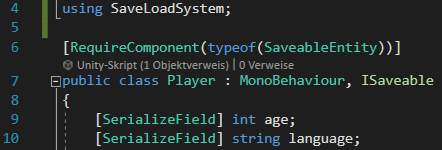 4 using SaveLoadSystem;
5
6 [RequireComponent(typeof(SaveableEntity))]
Unity-Skript (1 Objektverweis) | 0 Verweise
7 public class Player : MonoBehaviour, ISaveable
8 {
9 [SerializeField] int age;
10 [SerializeField] string language;